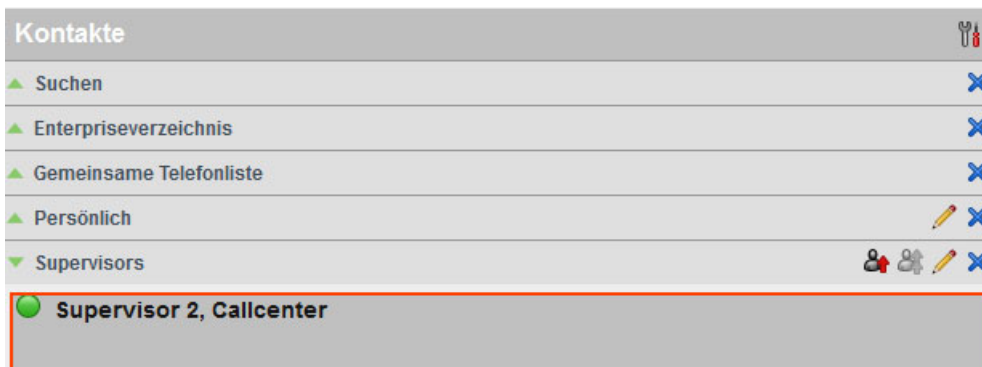 Kontakte
Suchen
Enterpriseverzeichnis
Gemeinsame Telefonliste
Persönlich
Supervisors
Supervisor 2, Callcenter